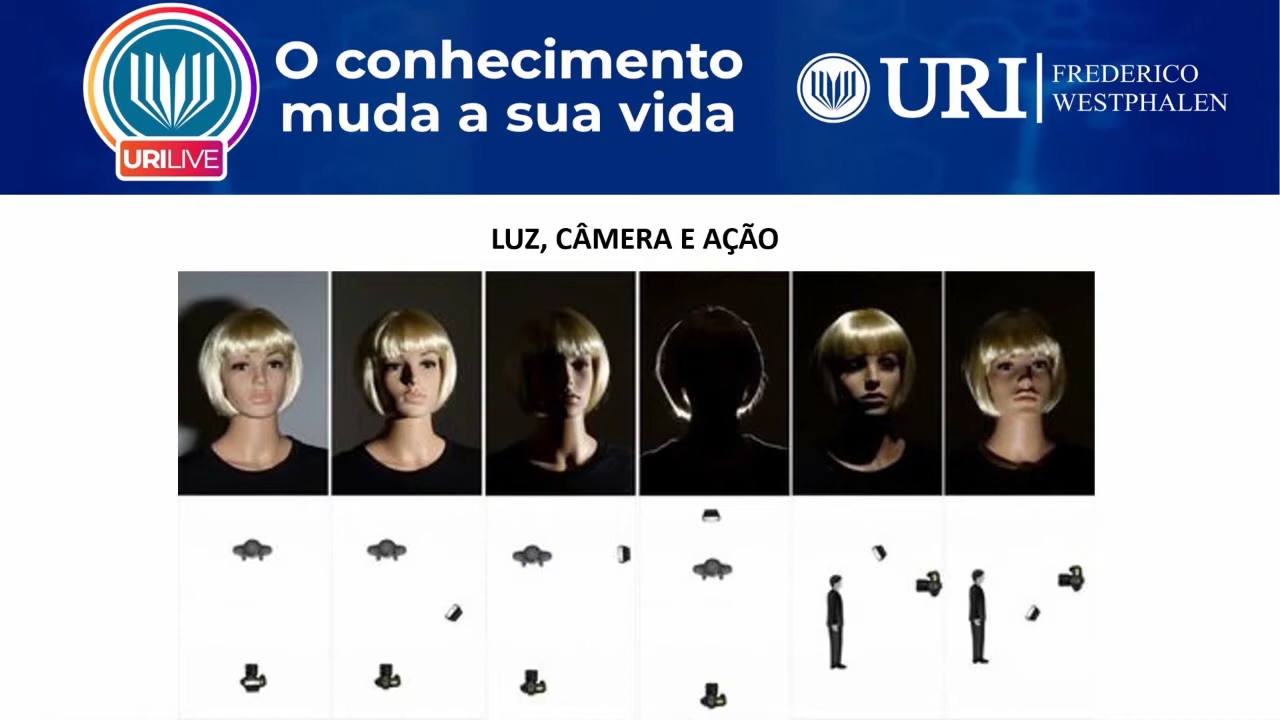 O conhecimento
muda a sua vida
URILIVE
URI
FREDERICO
WESTPHALEN
LUZ, CÂMERA E AÇÃO